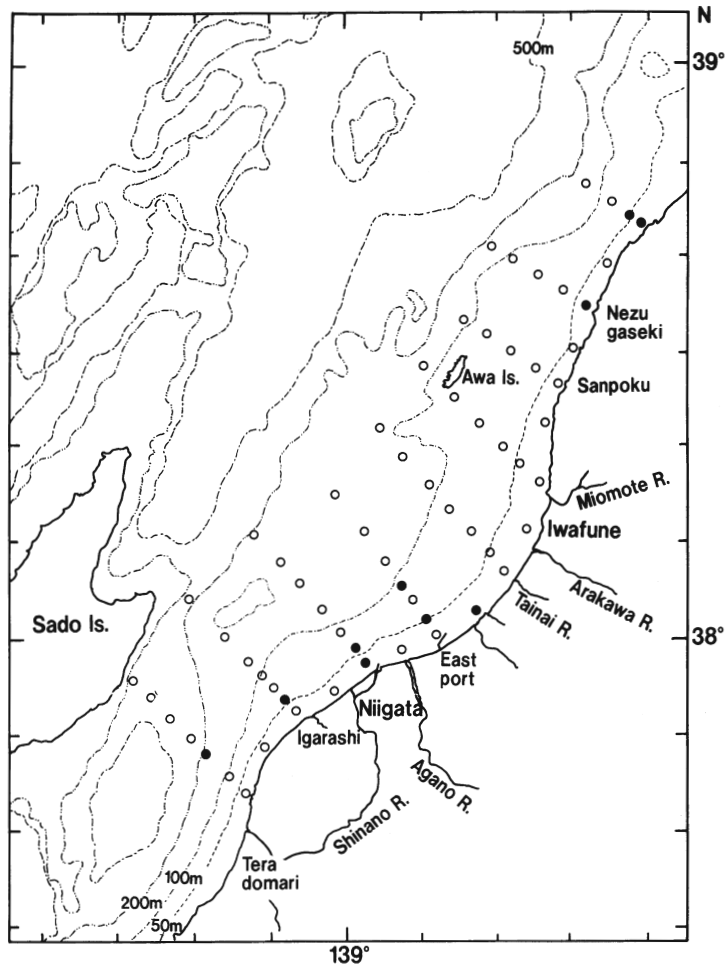 N
39°
500m
Nezu
gaseki
Awa Is.
Sanpoku
Miomote R.
Iwafune
Arakawa R.
Tainai R.
Sado Is.
38°
East
port
Niigata
Igarashi
Agano R.
Shinano R.
Tera
domari
100m
200m
50m
139°